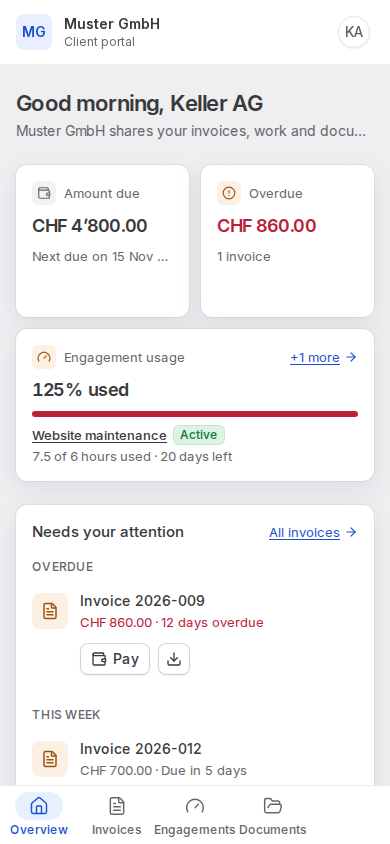 MG
Muster GmbH
Client portal
KA
Good morning, Keller AG
Muster GmbH shares your invoices, work and docu...
Amount due
CHF 4’800.00
Next due on 15 Nov ...
Overdue
CHF 860.00
1 invoice
Engagement usage
+1 more
125% used
Website maintenance
Active
7.5 of 6 hours used · 20 days left
Needs your attention
All invoices
OVERDUE
Invoice 2026-009
CHF 860.00 · 12 days overdue
Pay
THIS WEEK
Invoice 2026-012
CHF 700.00 · Due in 5 days
Overview
Invoices
Engagements
Documents